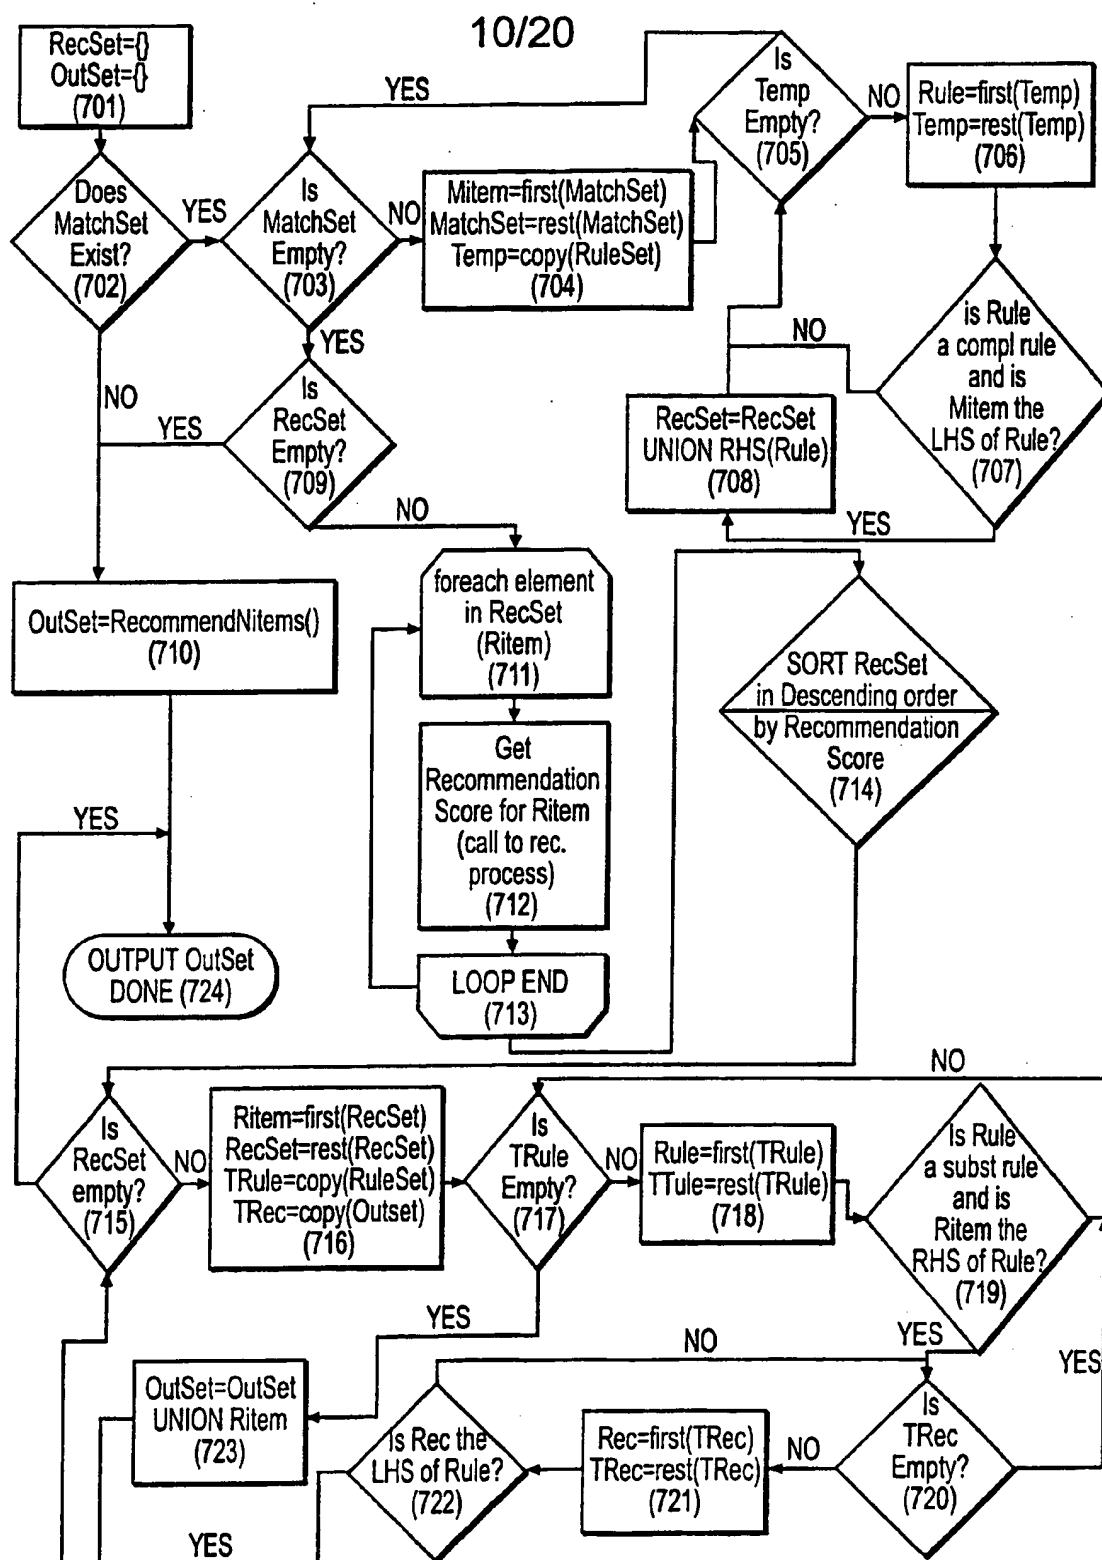 10/20
RecSet={}
OutSet={}
(701)
Does
MatchSet
Exist?
(702)
YES
NO
Is
MatchSet
Empty?
(703)
YES
NO
YES
Mitem=first(MatchSet)
MatchSet=rest(MatchSet)
Temp=copy(RuleSet)
(704)
Is
Temp
Empty?
(705)
NO
Rule=first(Temp)
Temp=rest(Temp)
(706)
is Rule
a compl rule
and is
Mitem the
LHS of Rule?
(707)
NO
YES
RecSet=RecSet
UNION RHS(Rule)
(708)
Is
RecSet
Empty?
(709)
YES
NO
OutSet=RecommendNitems()
(710)
foreach element
in RecSet
(Ritem)
(711)
Get
Recommendation
Score for Ritem
(call to rec.
process)
(712)
LOOP END
(713)
SORT RecSet
in Descending order
by Recommendation
Score
(714)
YES
OUTPUT OutSet
DONE (724)
Is
RecSet
empty?
(715)
NO
Ritem=first(RecSet)
RecSet=rest(RecSet)
TRule=copy(RuleSet)
TRec=copy(Outset)
(716)
Is
TRule
Empty?
(717)
NO
YES
Rule=first(TRule)
TTule=rest(TRule)
(718)
Is Rule
a subst rule
and is
Ritem the
RHS of Rule?
(719)
NO
YES
Is
TRec
Empty?
(720)
YES
NO
Rec=first(TRec)
TRec=rest(TRec)
(721)
Is Rec the
LHS of Rule?
(722)
NO
YES
OutSet=OutSet
UNION Ritem
(723)